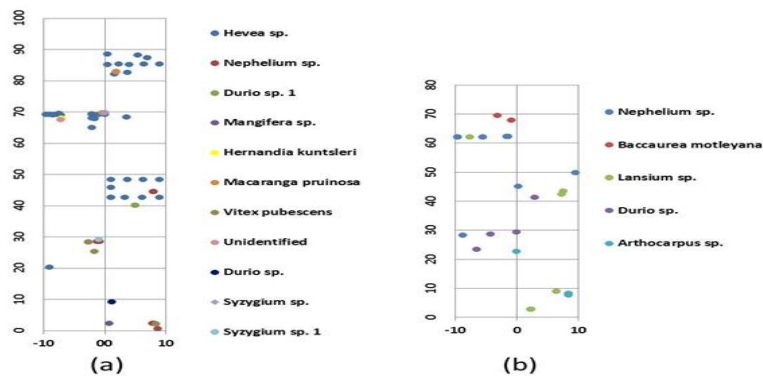 100
90
80
70
60
50
40
30
20
10
0
-10 00 10
Hevea sp.
Nephelium sp.
Durio sp. 1
Mangifera sp.
Hernandia kuntsleri
Macaranga pruinosa
Vitex pubescens
Unidentified
Durio sp.
Syzygium sp.
Syzygium sp. 1
(a)
80
70
60
50
40
30
20
10
0
-10 0 10
Nephelium sp.
Baccaurea motleyana
Lansium sp.
Durio sp.
Arthocarpus sp.
(b)